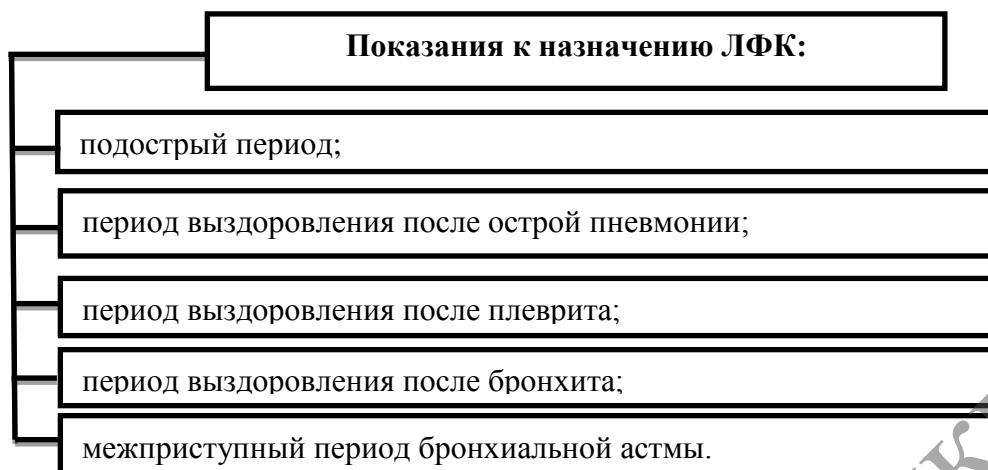 Показания к назначению ЛФК:
подострый период;
период выздоровления после острой пневмонии;
период выздоровления после плеврита;
период выздоровления после бронхита;
межприступный период бронхиальной астмы.